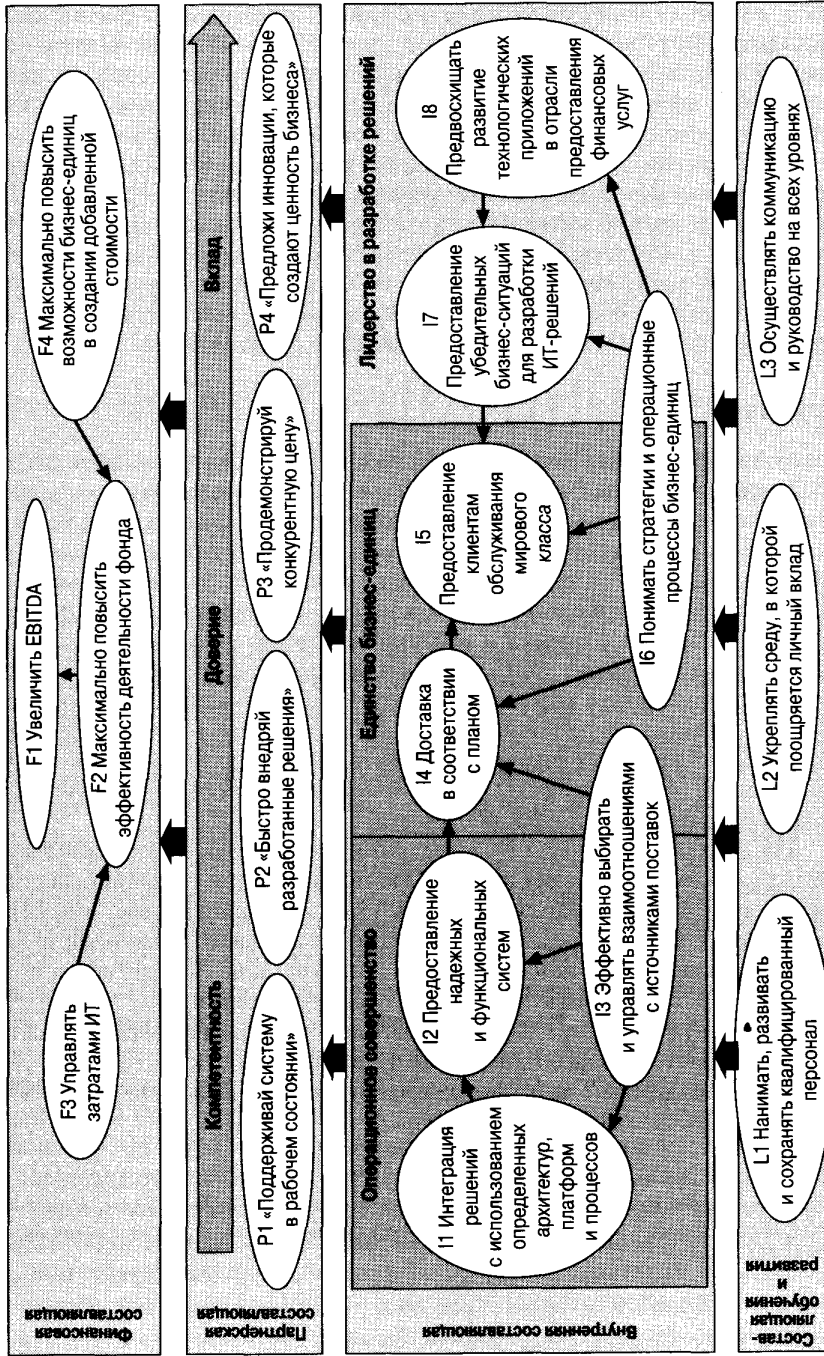 Финансовая
составляющая
F1 Увеличить EBITDA
F2 Максимально повысить
эффективность деятельности фонда
F3 Управлять
затратами ИТ
F4 Максимально повысить
возможности бизнес-единиц
в создании добавленной
стоимости
Партнерская
составляющая
Компетентность
Доверие
Вклад
P1 «Поддерживай систему
в рабочем состоянии»
P2 «Быстро внедряй
разработанные решения»
P3 «Продемонстрируй
конкурентную цену»
P4 «Предложи инновации, которые
создают ценность бизнеса»
Внутренняя составляющая
Операционное совершенство
Единство бизнес-единиц
Лидерство в разработке решений
I1 Интеграция
решений
с использованием
определенных
архитектур,
платформ
и процессов
I2 Предоставление
надежных
и функциональных
систем
I3 Эффективно выбирать
и управлять взаимоотношениями
с источниками поставок
I4 Доставка
в соответствии
с планом
I5
Предоставление
клиентам
обслуживания
мирового
класса
I6 Понимать стратегии и операционные
процессы бизнес-единиц
I7
Предоставление
убедительных
бизнес-ситуаций
для разработки
ИТ-решений
I8
Предвосхищать
развитие
технологических
приложений
в отрасли
предоставления
финансовых
услуг
Состав-
ляющая
обучения
и
развития
L1 Нанимать, развивать
и сохранять квалифицированный
персонал
L2 Укреплять среду, в которой
поощряется личный вклад
L3 Осуществлять коммуникацию
и руководство на всех уровнях